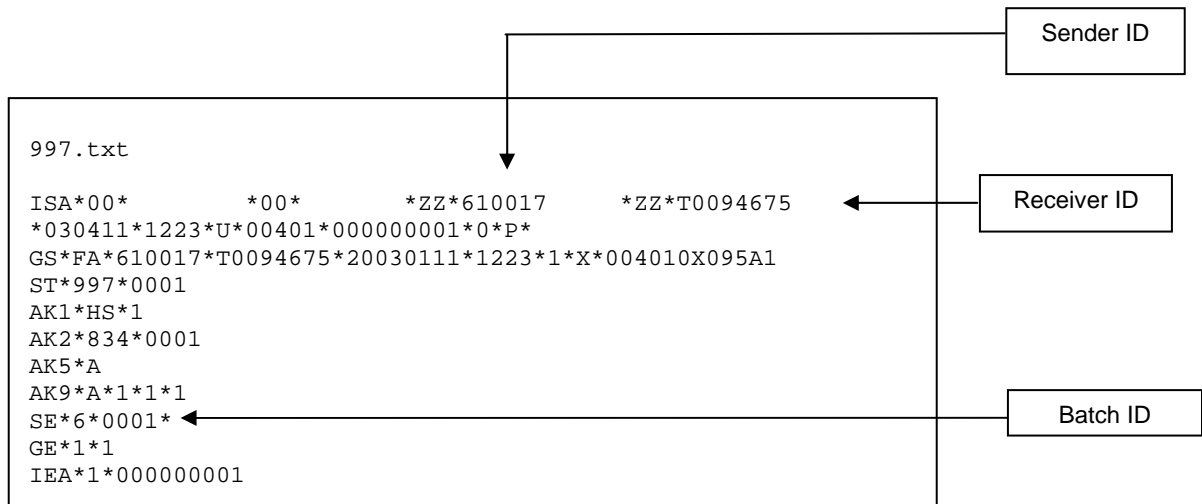 Sender ID
997.txt
ISA*00*          *00*          *ZZ*610017         *ZZ*T0094675
Receiver ID
*030411*1223*U*00401*000000001*0*P*
GS*FA*610017*T0094675*20030111*1223*1*X*004010X095A1
ST*997*0001
AK1*HS*1
AK2*834*0001
AK5*A
AK9*A*1*1*1
SE*6*0001*
Batch ID
GE*1*1
IEA*1*000000001